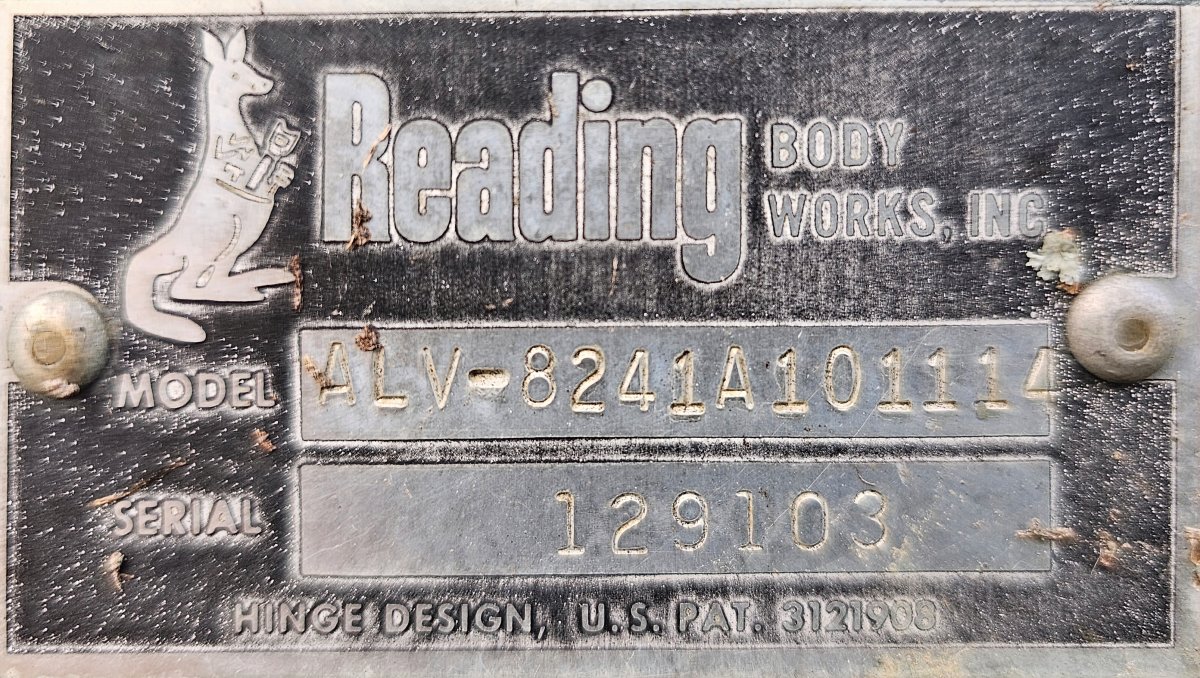 Reading BODY
WORKS, INC
MODEL ALV-8241A101114
SERIAL 129103
HINGE DESIGN, U.S. PAT. 3121908